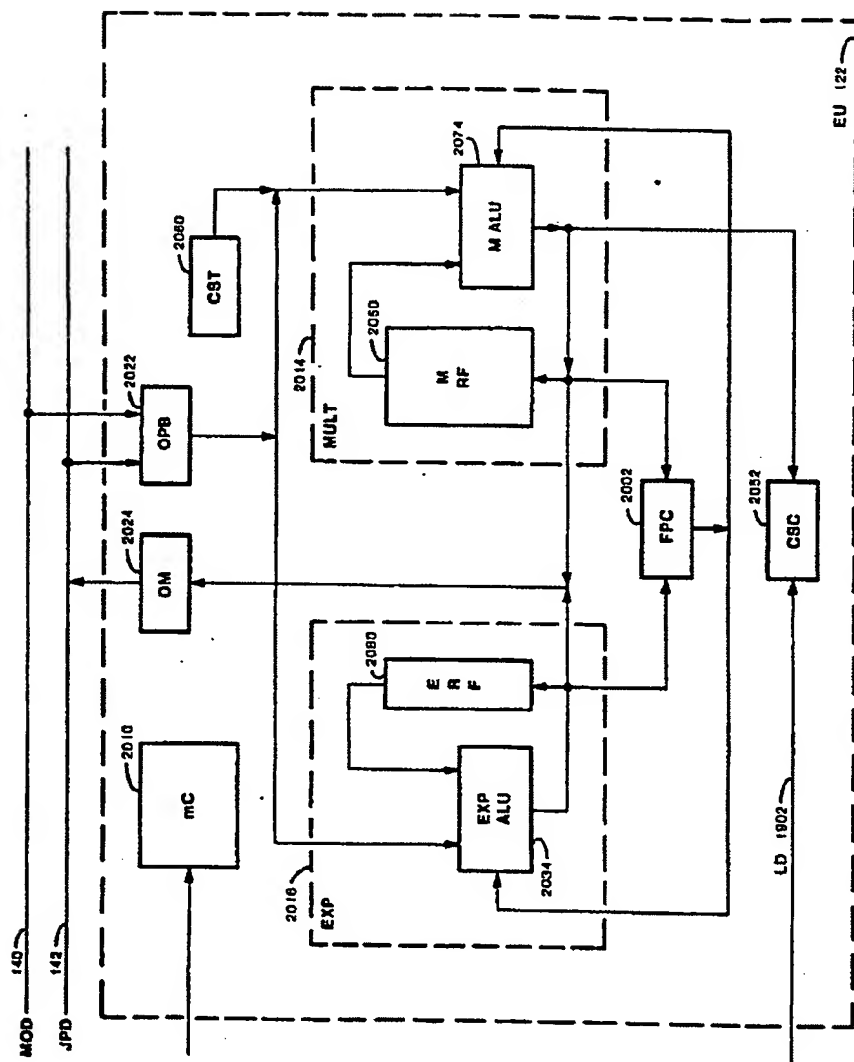 MOD
140
JPD
142
mC
2010
OM
2024
OPB
2022
CST
2060
2016
EXP
EXP
ALU
2034
E
R
F
2080
2014
MULT
M
RF
2050
M ALU
2074
FPC
2002
CSC
2052
LD 1902
EU 122